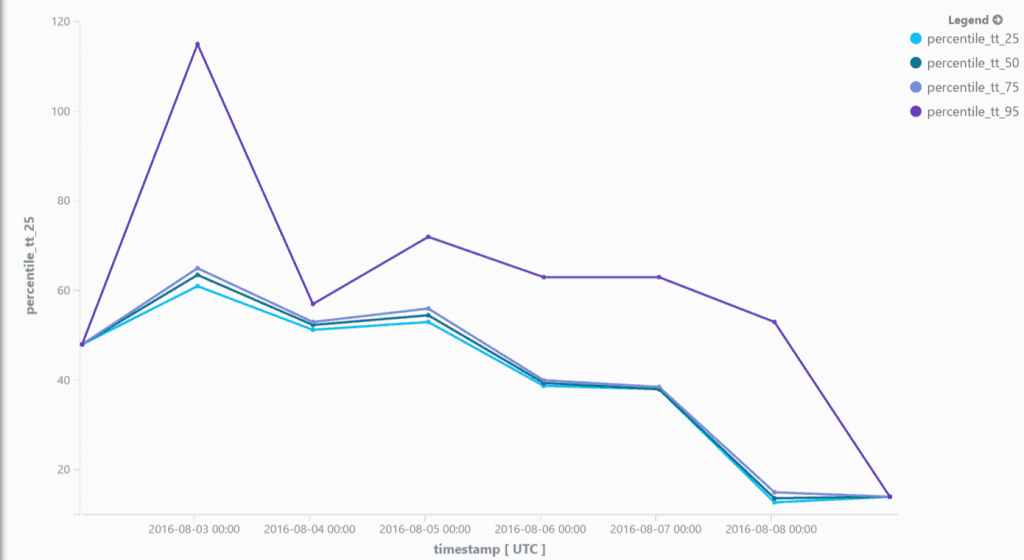 Legend
percentile_tt_25
percentile_tt_50
percentile_tt_75
percentile_tt_95
percentile_tt_25
120
100
80
60
40
20
2016-08-03 00:00
2016-08-04 00:00
2016-08-05 00:00
2016-08-06 00:00
2016-08-07 00:00
2016-08-08 00:00
timestamp [ UTC ]